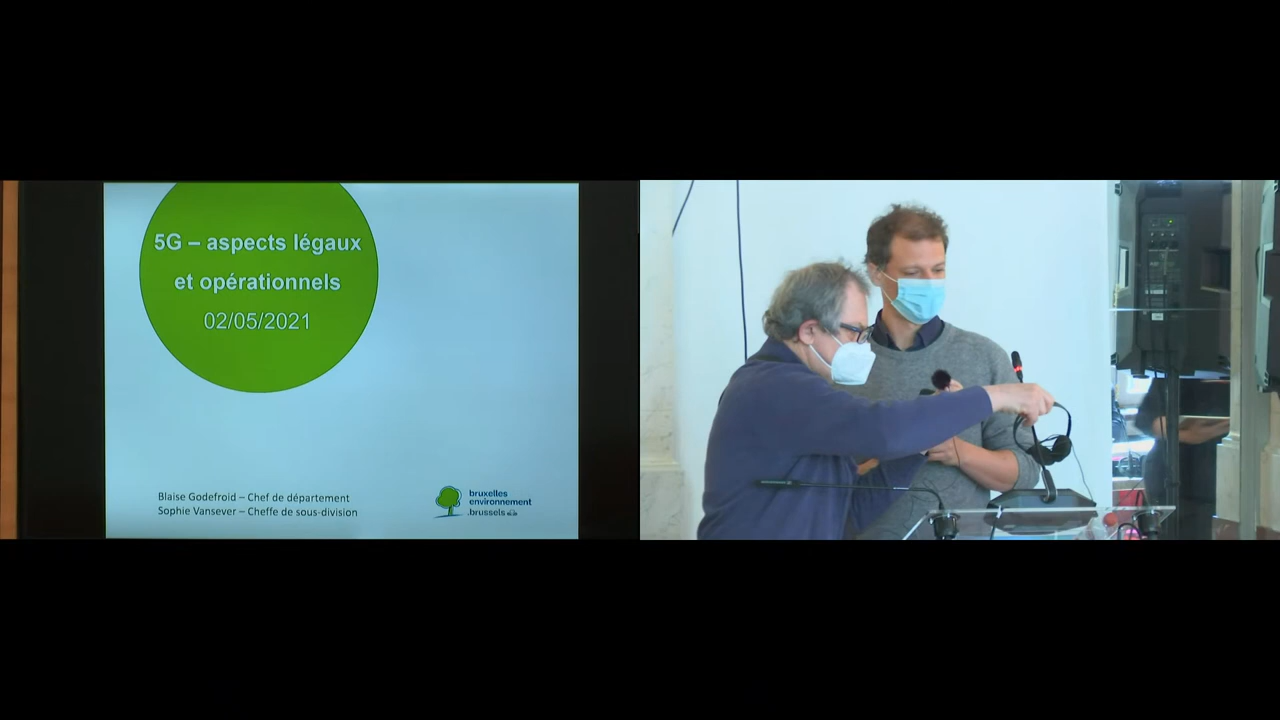 5G – aspects légaux
et opérationnels
02/05/2021
Blaise Godefroid – Chef de département
Sophie Vansever – Cheffe de sous-division
bruxelles
environnement
.brussels